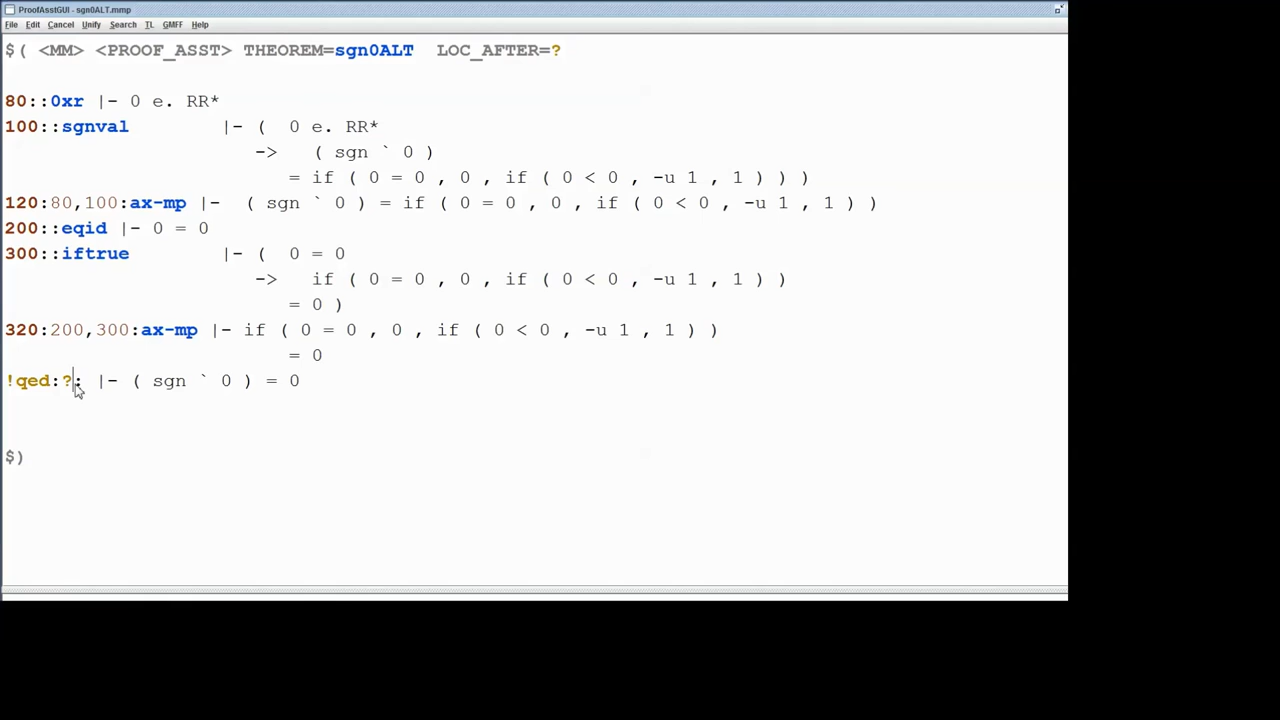 ProofAsstGUI - sgn0ALT.mmp
File Edit Cancel Unify Search TL GMFF Help
$( <MM> <PROOF_ASST> THEOREM=sgn0ALT LOC_AFTER=?
80::0xr |- 0 e. RR*
100::sgnval |- ( 0 e. RR*
-> ( sgn ` 0 )
= if ( 0 = 0 , 0 , if ( 0 < 0 , -u 1 , 1 ) ) )
120:80,100:ax-mp |- ( sgn ` 0 ) = if ( 0 = 0 , 0 , if ( 0 < 0 , -u 1 , 1 ) )
200::eqid |- 0 = 0
300::iftrue |- ( 0 = 0
-> if ( 0 = 0 , 0 , if ( 0 < 0 , -u 1 , 1 ) )
= 0 )
320:200,300:ax-mp |- if ( 0 = 0 , 0 , if ( 0 < 0 , -u 1 , 1 ) )
= 0
!qed:?: |- ( sgn ` 0 ) = 0
$)